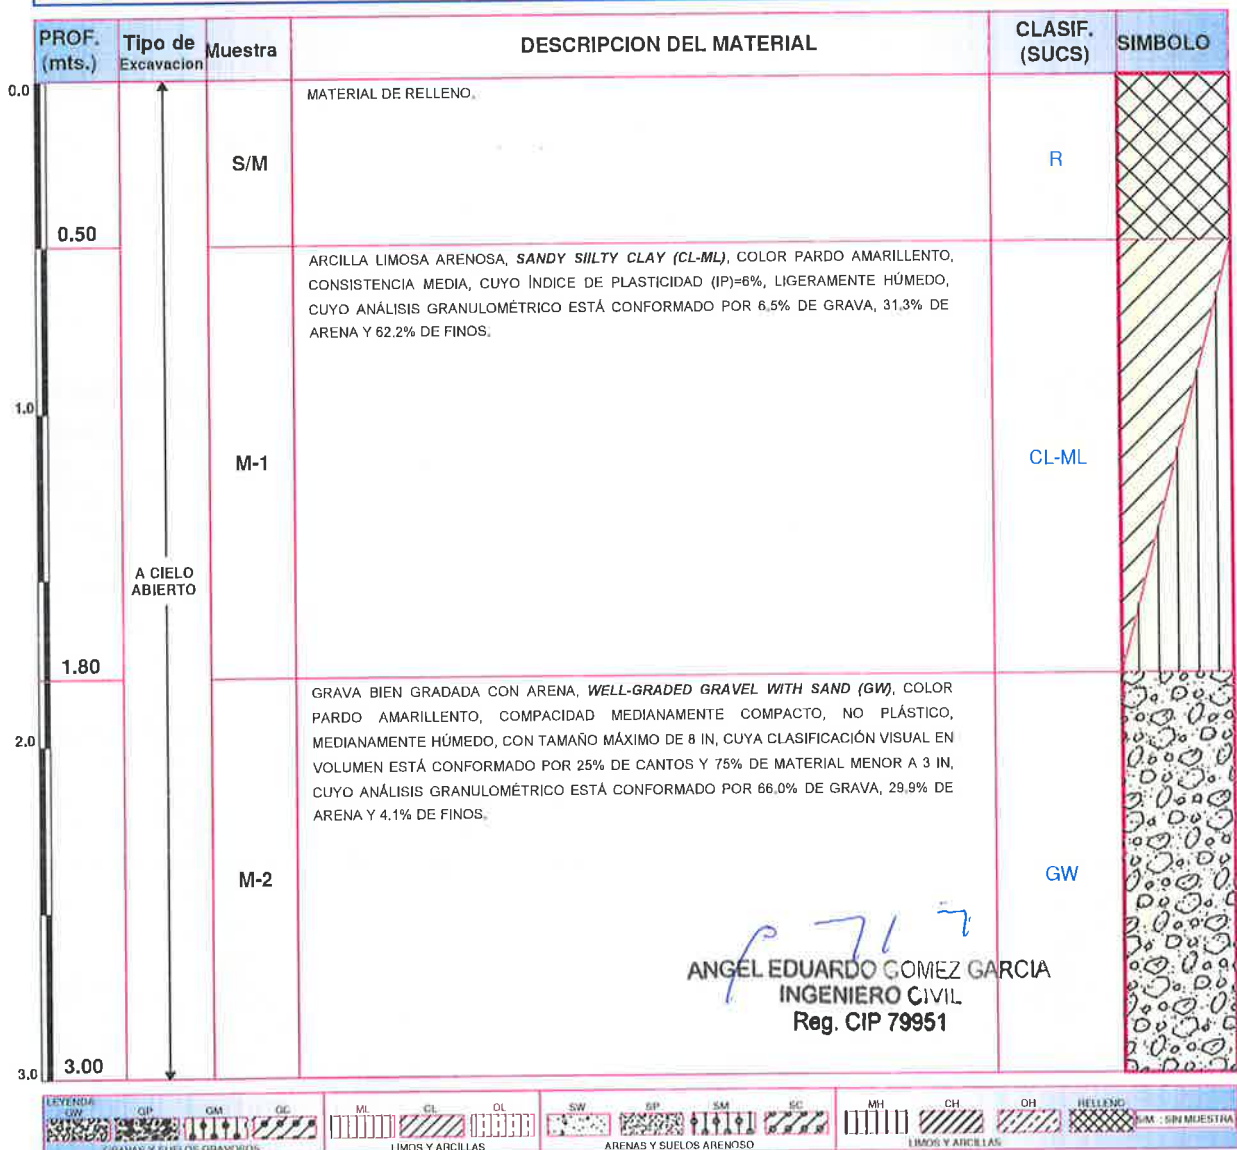 PROF. (mts.)
Tipo de Excavacion
Muestra
DESCRIPCION DEL MATERIAL
CLASIF. (SUCS)
SIMBOLO
0.0
MATERIAL DE RELLENO.
S/M
R
0.50
ARCILLA LIMOSA ARENOSA, SANDY SIILTY CLAY (CL-ML), COLOR PARDO AMARILLENTO,
CONSISTENCIA MEDIA, CUYO ÍNDICE DE PLASTICIDAD (IP)=6%, LIGERAMENTE HÚMEDO,
CUYO ANÁLISIS GRANULOMÉTRICO ESTÁ CONFORMADO POR 6.5% DE GRAVA, 31.3% DE
ARENA Y 62.2% DE FINOS.
1.0
M-1
CL-ML
A CIELO
ABIERTO
1.80
GRAVA BIEN GRADADA CON ARENA, WELL-GRADED GRAVEL WITH SAND (GW), COLOR
PARDO AMARILLENTO, COMPACIDAD MEDIANAMENTE COMPACTO, NO PLÁSTICO,
MEDIANAMENTE HÚMEDO, CON TAMAÑO MÁXIMO DE 8 IN, CUYA CLASIFICACIÓN VISUAL EN
VOLUMEN ESTÁ CONFORMADO POR 25% DE CANTOS Y 75% DE MATERIAL MENOR A 3 IN,
CUYO ANÁLISIS GRANULOMÉTRICO ESTÁ CONFORMADO POR 66.0% DE GRAVA, 29.9% DE
ARENA Y 4.1% DE FINOS.
2.0
M-2
GW
ANGEL EDUARDO GOMEZ GARCIA
INGENIERO CIVIL
Reg. CIP 79951
3.0
3.00
LEYENDA
GW GP GM GC
ML CL OL
SW SP SM SC
MH CH OH RELLENO
S/M : SIN MUESTRA
GRAVAS Y SUELOS GRAVOSOS
LIMOS Y ARCILLAS
ARENAS Y SUELOS ARENOSO
LIMOS Y ARCILLAS